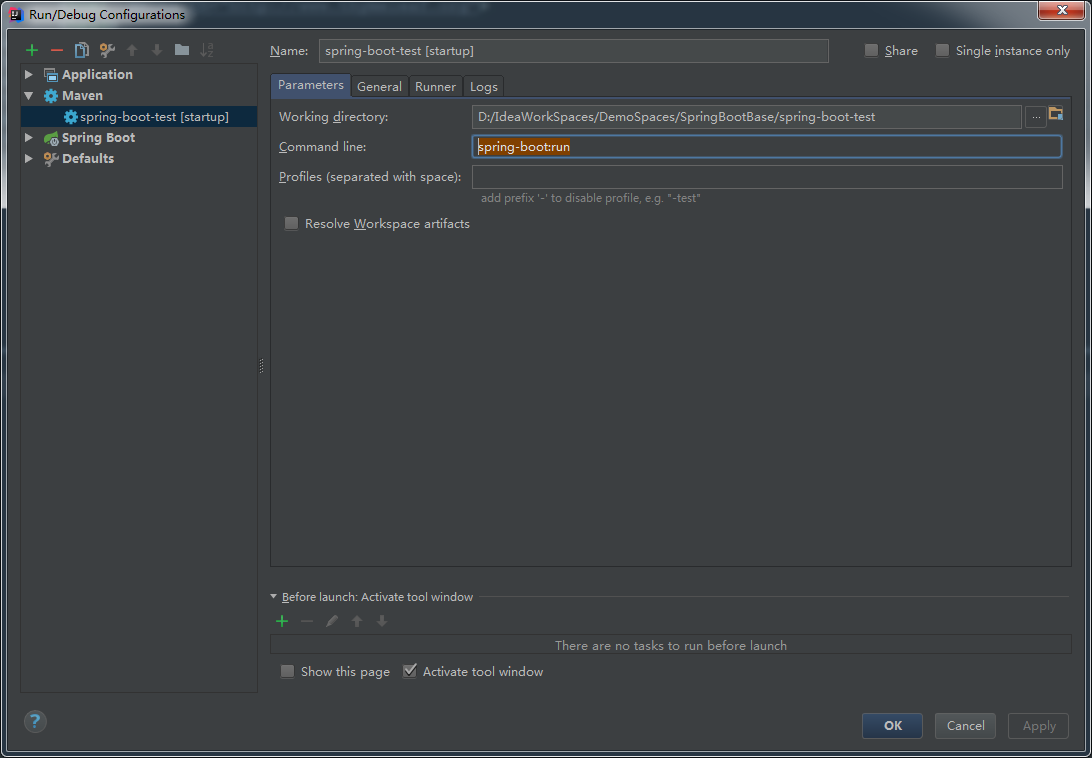 Run/Debug Configurations
Name: spring-boot-test [startup] Share Single instance only
Application
Maven
spring-boot-test [startup]
Spring Boot
Defaults
Parameters General Runner Logs
Working directory: D:/IdeaWorkSpaces/DemoSpaces/SpringBootBase/spring-boot-test ...
Command line: spring-boot:run
Profiles (separated with space):
add prefix '-' to disable profile, e.g. "-test"
Resolve Workspace artifacts
Before launch: Activate tool window
There are no tasks to run before launch
Show this page Activate tool window
?
OK Cancel Apply